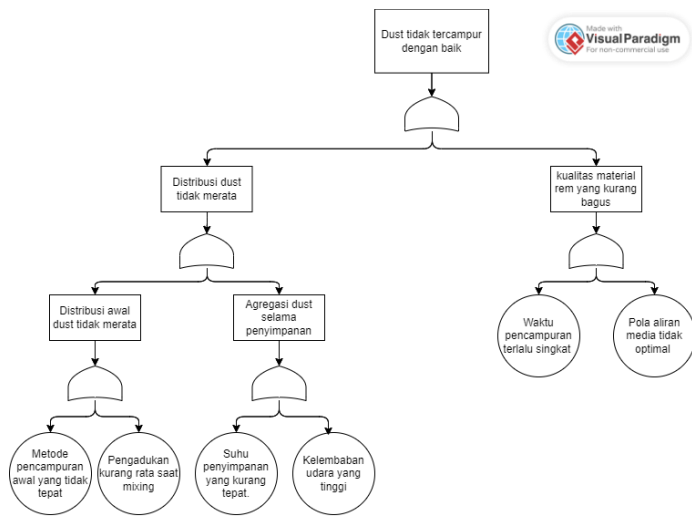 Dust tidak tercampur
dengan baik
Made with
Visual Paradigm
For non-commercial use
Distribusi dust
tidak merata
kualitas material
rem yang kurang
bagus
Distribusi awal
dust tidak merata
Agregasi dust
selama
penyimpanan
Waktu
pencampuran
terlalu singkat
Pola aliran
media tidak
optimal
Metode
pencampuran
awal yang tidak
tepat
Pengadukan
kurang rata saat
mixing
Suhu
penyimpanan
yang kurang
tepat.
Kelembaban
udara yang
tinggi